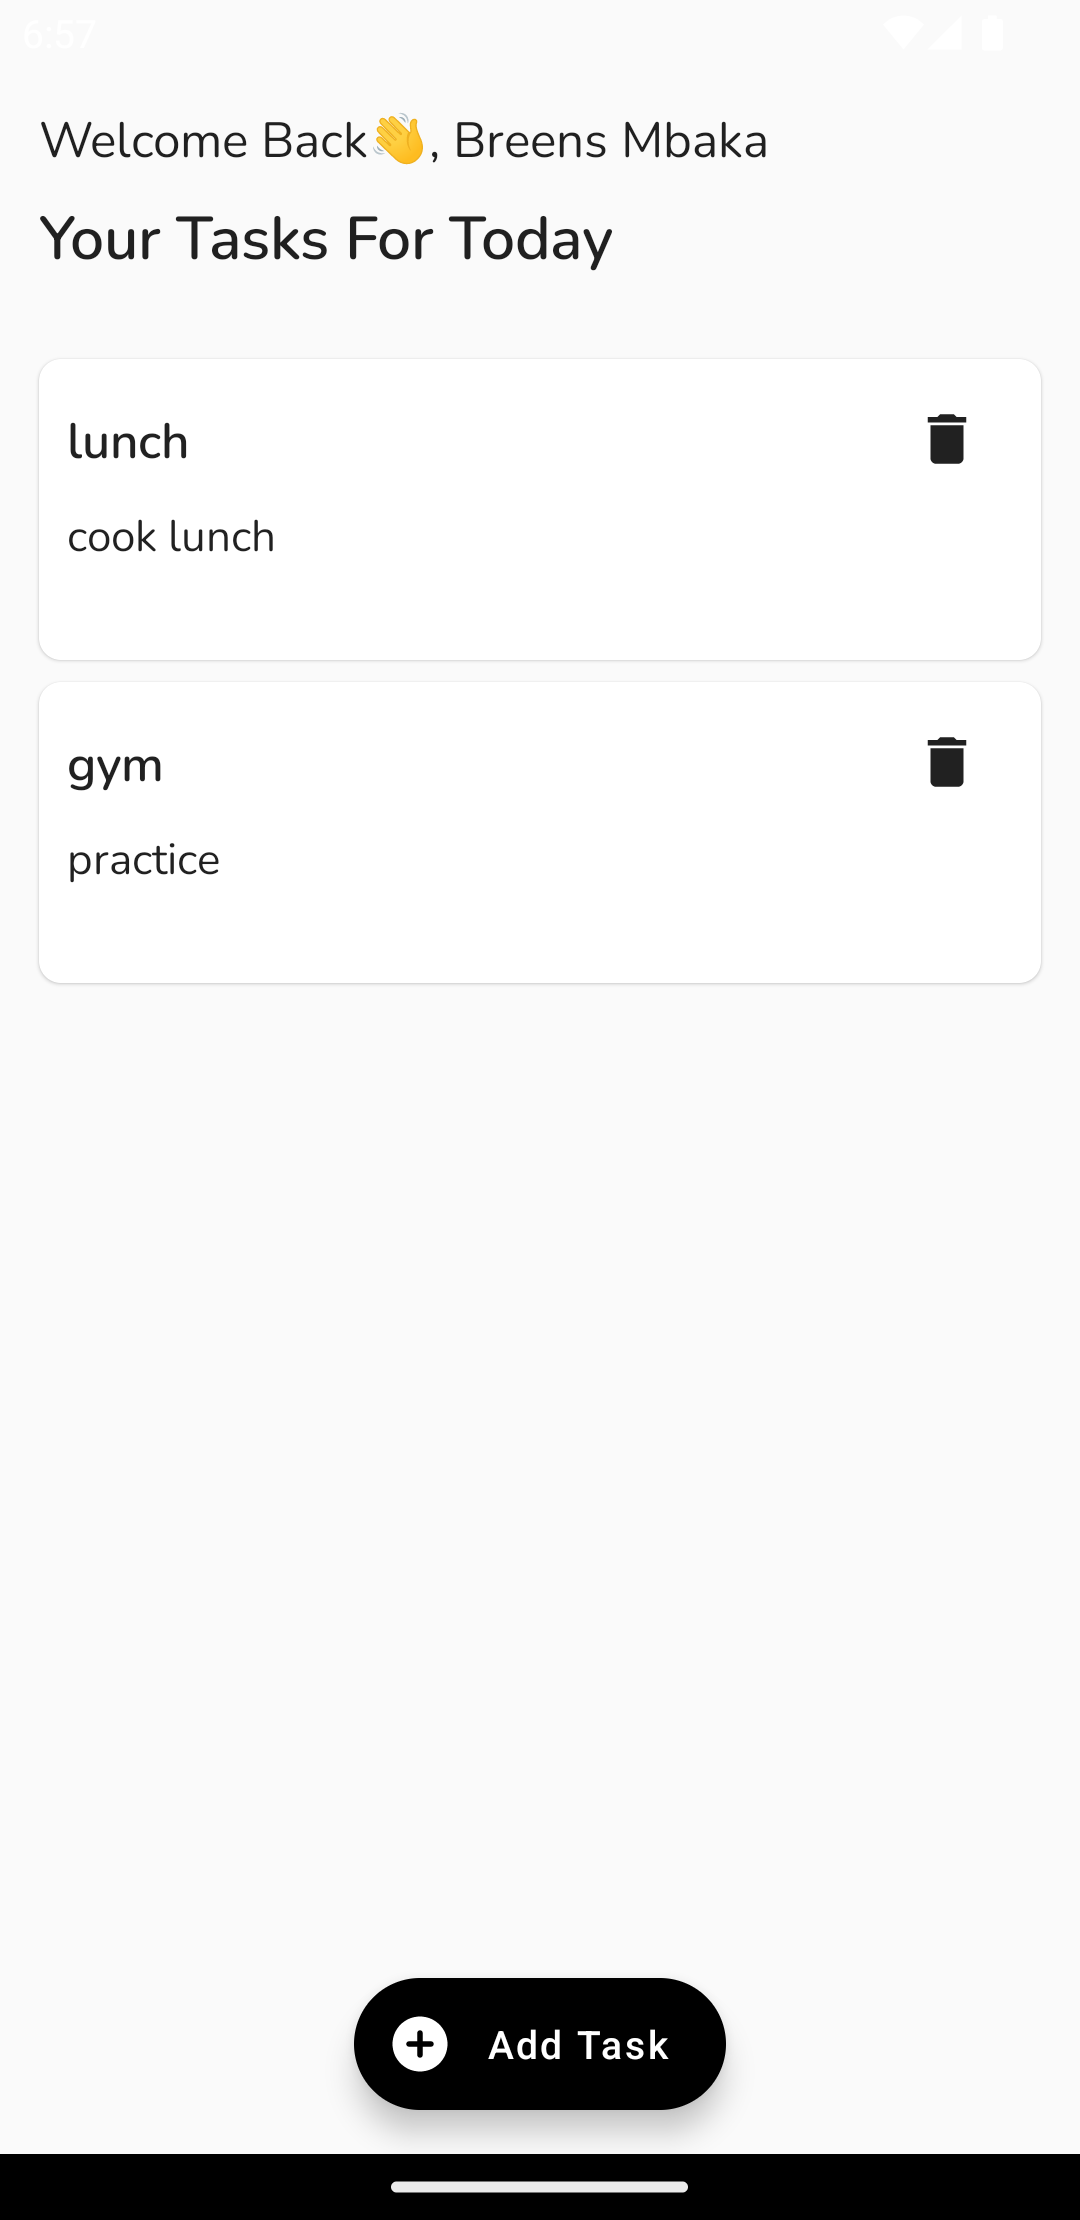 6:57
Welcome Back👋, Breens Mbaka
Your Tasks For Today
lunch
cook lunch
gym
practice
Add Task